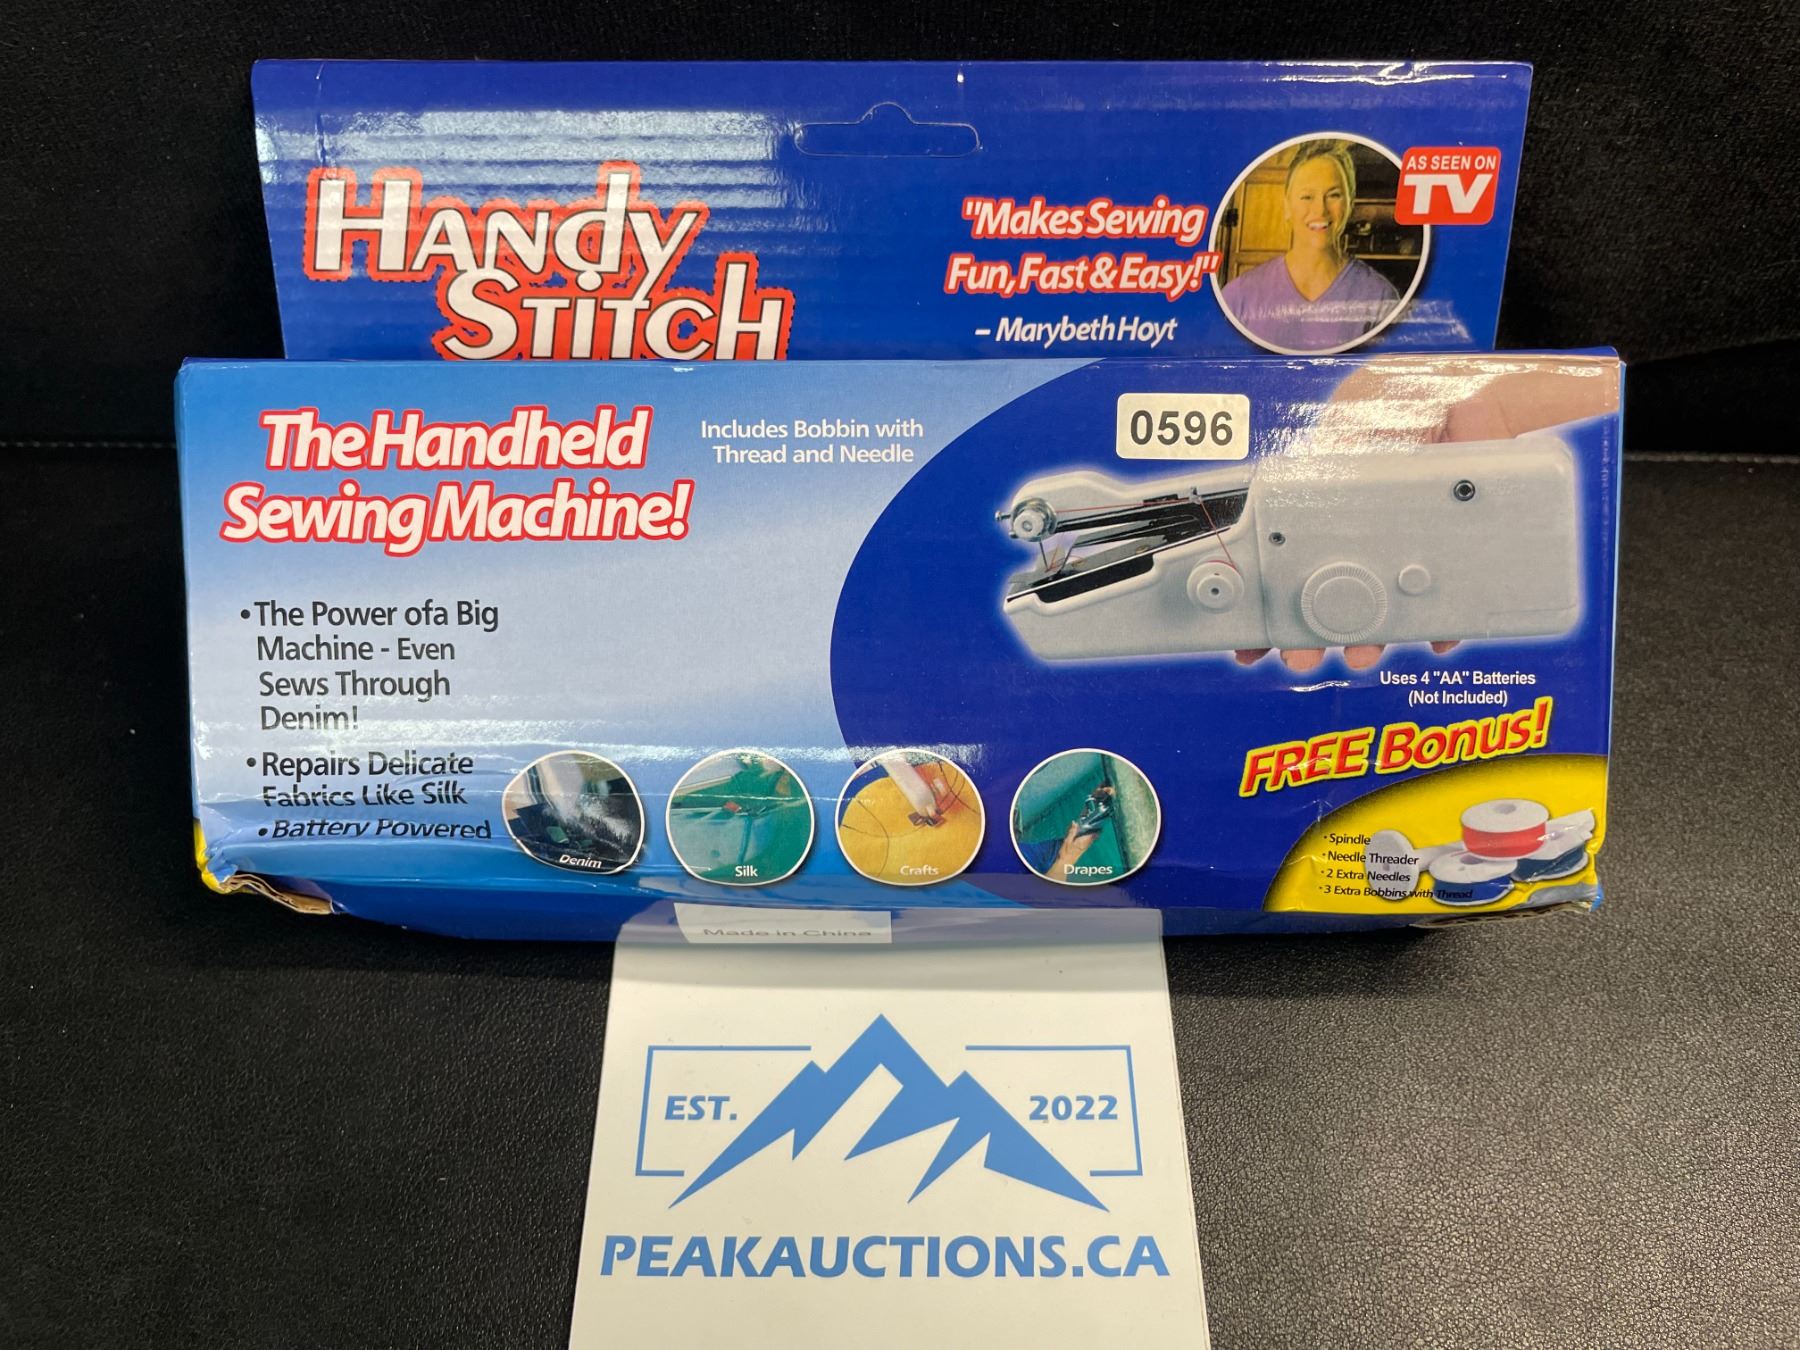 HANDY
STITCH
"Makes Sewing
Fun, Fast & Easy!"
– Marybeth Hoyt
AS SEEN ON
TV
The Handheld
Sewing Machine!
Includes Bobbin with
Thread and Needle
0596
• The Power ofa Big
Machine - Even
Sews Through
Denim!
• Repairs Delicate
Fabrics Like Silk
• Battery Powered
Denim
Silk
Crafts
Drapes
Uses 4 "AA" Batteries
(Not Included)
FREE Bonus!
• Spindle
• Needle Threader
• 2 Extra Needles
• 3 Extra Bobbins with Thread
Made in China
EST.
2022
PEAKAUCTIONS.CA